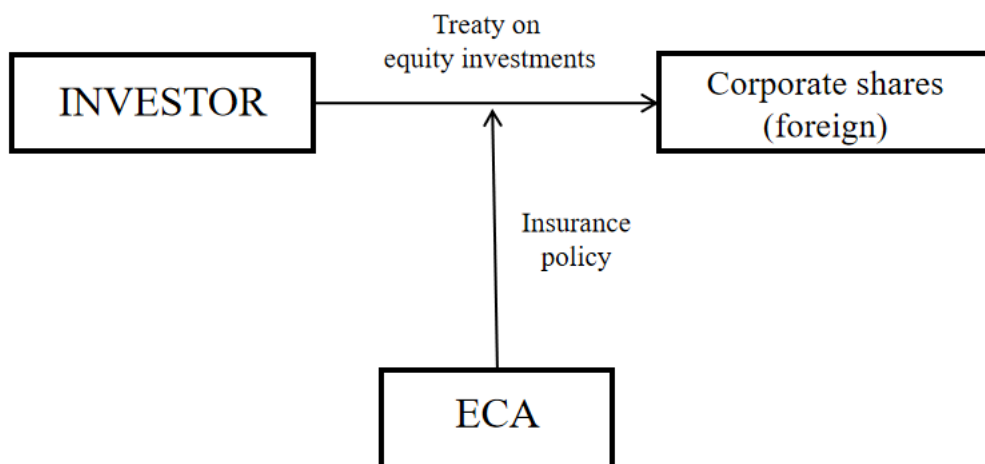 Treaty on
equity investments
INVESTOR
Corporate shares
(foreign)
Insurance
policy
ECA